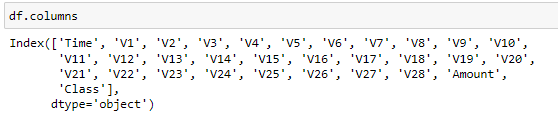 df.columns
Index(['Time', 'V1', 'V2', 'V3', 'V4', 'V5', 'V6', 'V7', 'V8', 'V9', 'V10',
'V11', 'V12', 'V13', 'V14', 'V15', 'V16', 'V17', 'V18', 'V19', 'V20',
'V21', 'V22', 'V23', 'V24', 'V25', 'V26', 'V27', 'V28', 'Amount',
'Class'],
dtype='object')